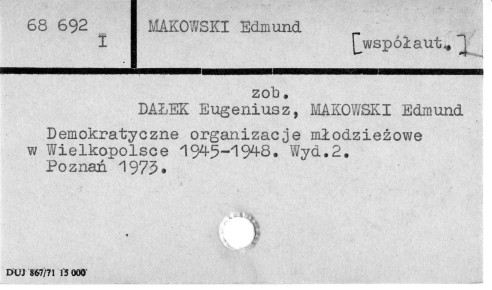 68 692
I
MAKOWSKI Edmund
[współaut.]
zob.
DAŁEK Eugeniusz, MAKOWSKI Edmund
Demokratyczne organizacje młodzieżowe
w Wielkopolsce 1945-1948. Wyd.2.
Poznań 1973.
DUJ 867/71 15 000